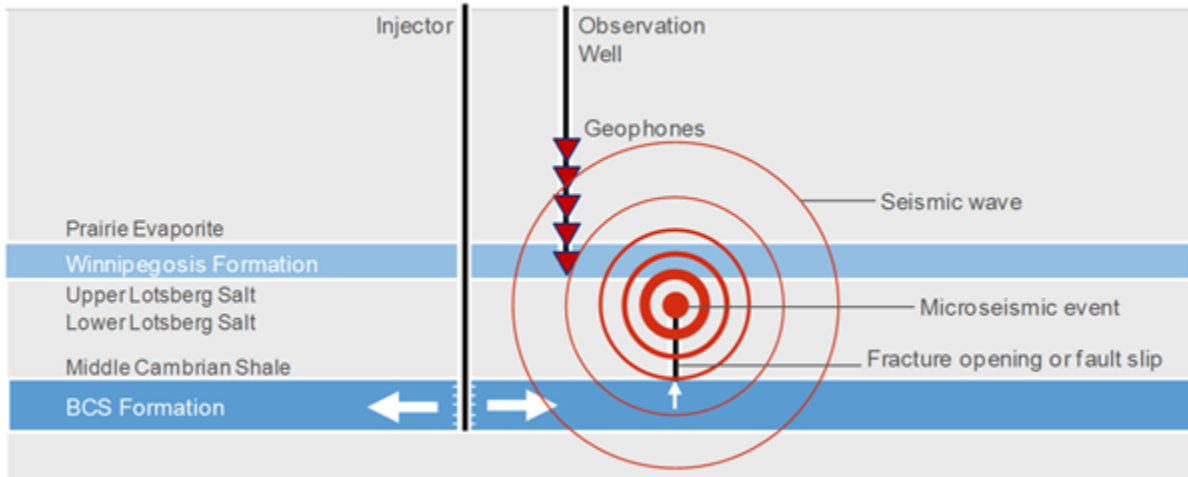 Injector
Observation
Well
Geophones
Seismic wave
Prairie Evaporite
Winnipegosis Formation
Upper Lotsberg Salt
Lower Lotsberg Salt
Microseismic event
Middle Cambrian Shale
Fracture opening or fault slip
BCS Formation